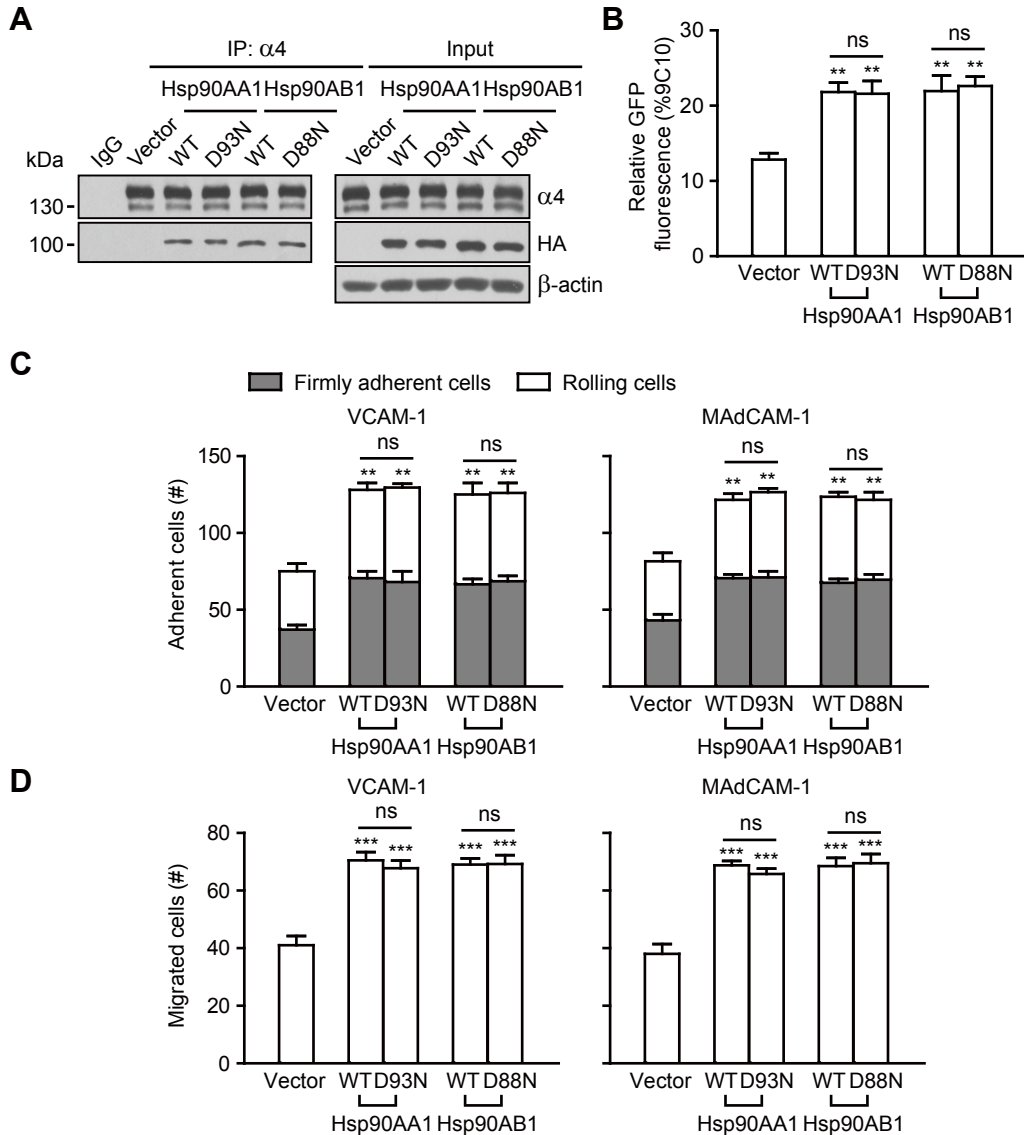 A
IP: α4
Input
Hsp90AA1 Hsp90AB1
Hsp90AA1 Hsp90AB1
kDa
IgG
Vector
WT
D93N
WT
D88N
Vector
WT
D93N
WT
D88N
130
α4
100
HA
β-actin
B
Relative GFP
fluorescence (%9C10)
30
20
10
0
ns
ns
** **
** **
Vector
WT D93N
WT D88N
Hsp90AA1
Hsp90AB1
C
Firmly adherent cells
Rolling cells
VCAM-1
MAdCAM-1
Adherent cells (#)
150
100
50
0
ns
ns
ns
ns
** **
** **
** **
** **
Vector
WT D93N
WT D88N
Vector
WT D93N
WT D88N
Hsp90AA1
Hsp90AB1
Hsp90AA1
Hsp90AB1
D
VCAM-1
MAdCAM-1
Migrated cells (#)
80
60
40
20
0
ns
ns
ns
ns
*** ***
*** ***
*** ***
*** ***
Vector
WT D93N
WT D88N
Vector
WT D93N
WT D88N
Hsp90AA1
Hsp90AB1
Hsp90AA1
Hsp90AB1